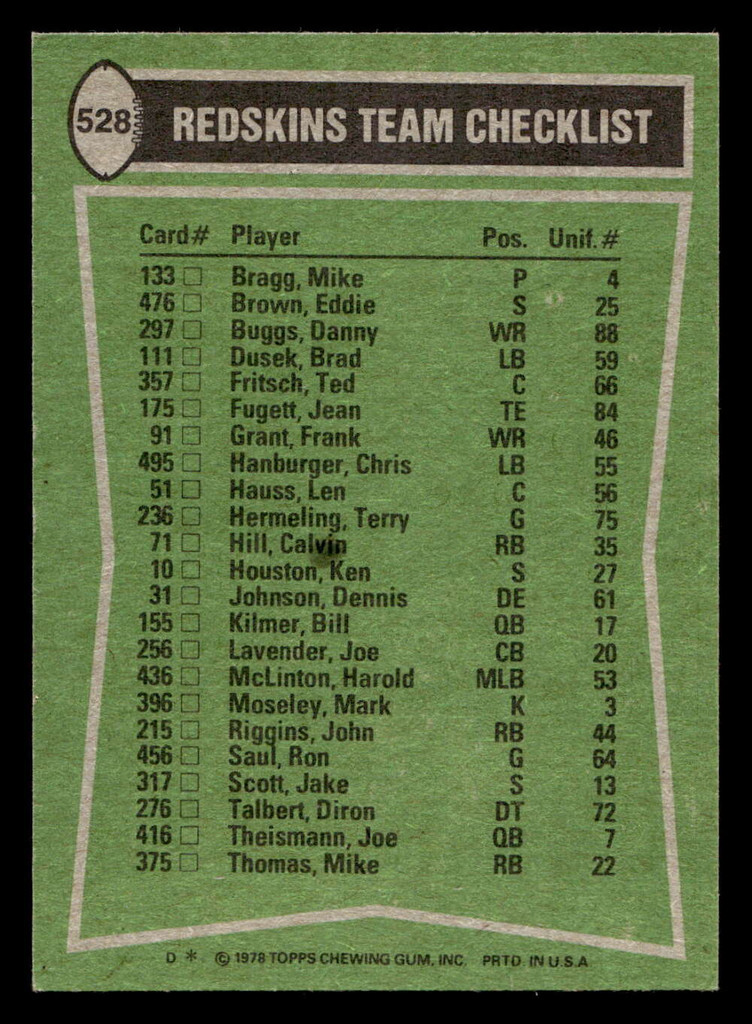 528 REDSKINS TEAM CHECKLIST
Card# Player Pos. Unif.#
133 □ Bragg, Mike P 4
476 □ Brown, Eddie S 25
297 □ Buggs, Danny WR 88
111 □ Dusek, Brad LB 59
357 □ Fritsch, Ted C 66
175 □ Fugett, Jean TE 84
91 □ Grant, Frank WR 46
495 □ Hanburger, Chris LB 55
51 □ Hauss, Len C 56
236 □ Hermeling, Terry G 75
71 □ Hill, Calvin RB 35
10 □ Houston, Ken S 27
31 □ Johnson, Dennis DE 61
155 □ Kilmer, Bill QB 17
256 □ Lavender, Joe CB 20
436 □ McLinton, Harold MLB 53
396 □ Moseley, Mark K 3
215 □ Riggins, John RB 44
456 □ Saul, Ron G 64
317 □ Scott, Jake S 13
276 □ Talbert, Diron DT 72
416 □ Theismann, Joe QB 7
375 □ Thomas, Mike RB 22
D * © 1978 TOPPS CHEWING GUM, INC. PRTD. IN U.S.A.